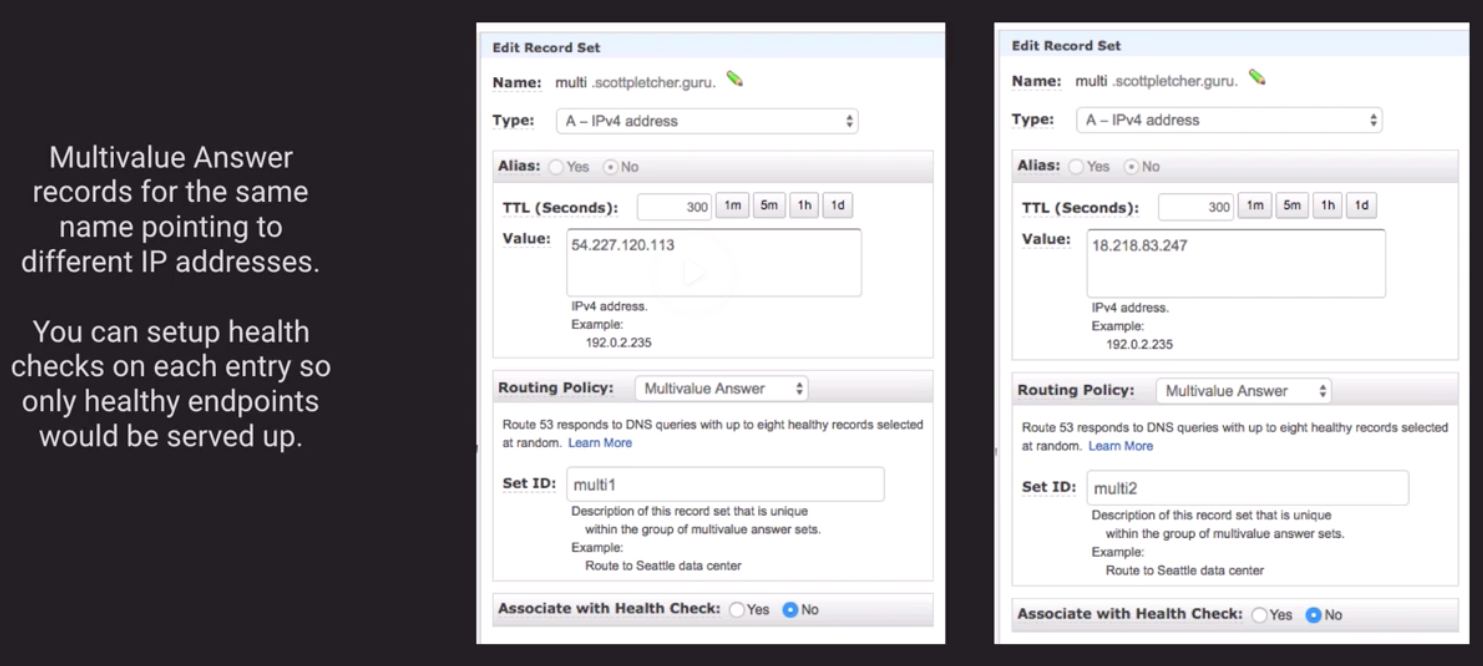 Multivalue Answer
records for the same
name pointing to
different IP addresses.
You can setup health
checks on each entry so
only healthy endpoints
would be served up.
Edit Record Set
Name: multi .scottpletcher.guru.
Type: A – IPv4 address
Alias: Yes No
TTL (Seconds): 300 1m 5m 1h 1d
Value: 54.227.120.113
IPv4 address.
Example:
192.0.2.235
Routing Policy: Multivalue Answer
Route 53 responds to DNS queries with up to eight healthy records selected
at random. Learn More
Set ID: multi1
Description of this record set that is unique
within the group of multivalue answer sets.
Example:
Route to Seattle data center
Associate with Health Check: Yes No
Edit Record Set
Name: multi .scottpletcher.guru.
Type: A – IPv4 address
Alias: Yes No
TTL (Seconds): 300 1m 5m 1h 1d
Value: 18.218.83.247
IPv4 address.
Example:
192.0.2.235
Routing Policy: Multivalue Answer
Route 53 responds to DNS queries with up to eight healthy records selected
at random. Learn More
Set ID: multi2
Description of this record set that is unique
within the group of multivalue answer sets.
Example:
Route to Seattle data center
Associate with Health Check: Yes No